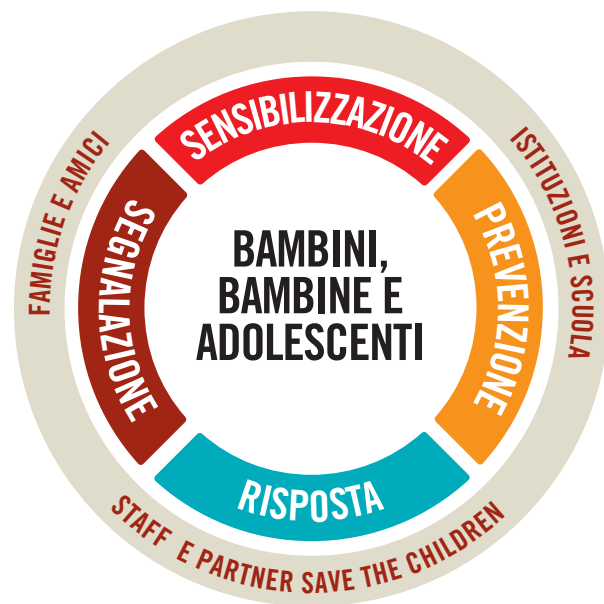 SENSIBILIZZAZIONE
FAMIGLIE E AMICI
ISTITUZIONI E SCUOLA
SEGNALAZIONE
PREVENZIONE
BAMBINI,
BAMBINE E
ADOLESCENTI
RISPOSTA
STAFF E PARTNER SAVE THE CHILDREN